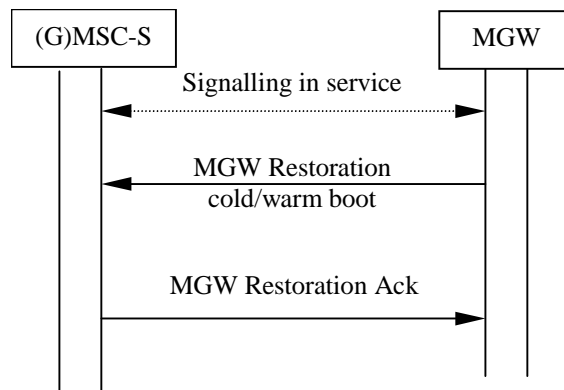 (G)MSC-S
MGW
Signalling in service
MGW Restoration
cold/warm boot
MGW Restoration Ack